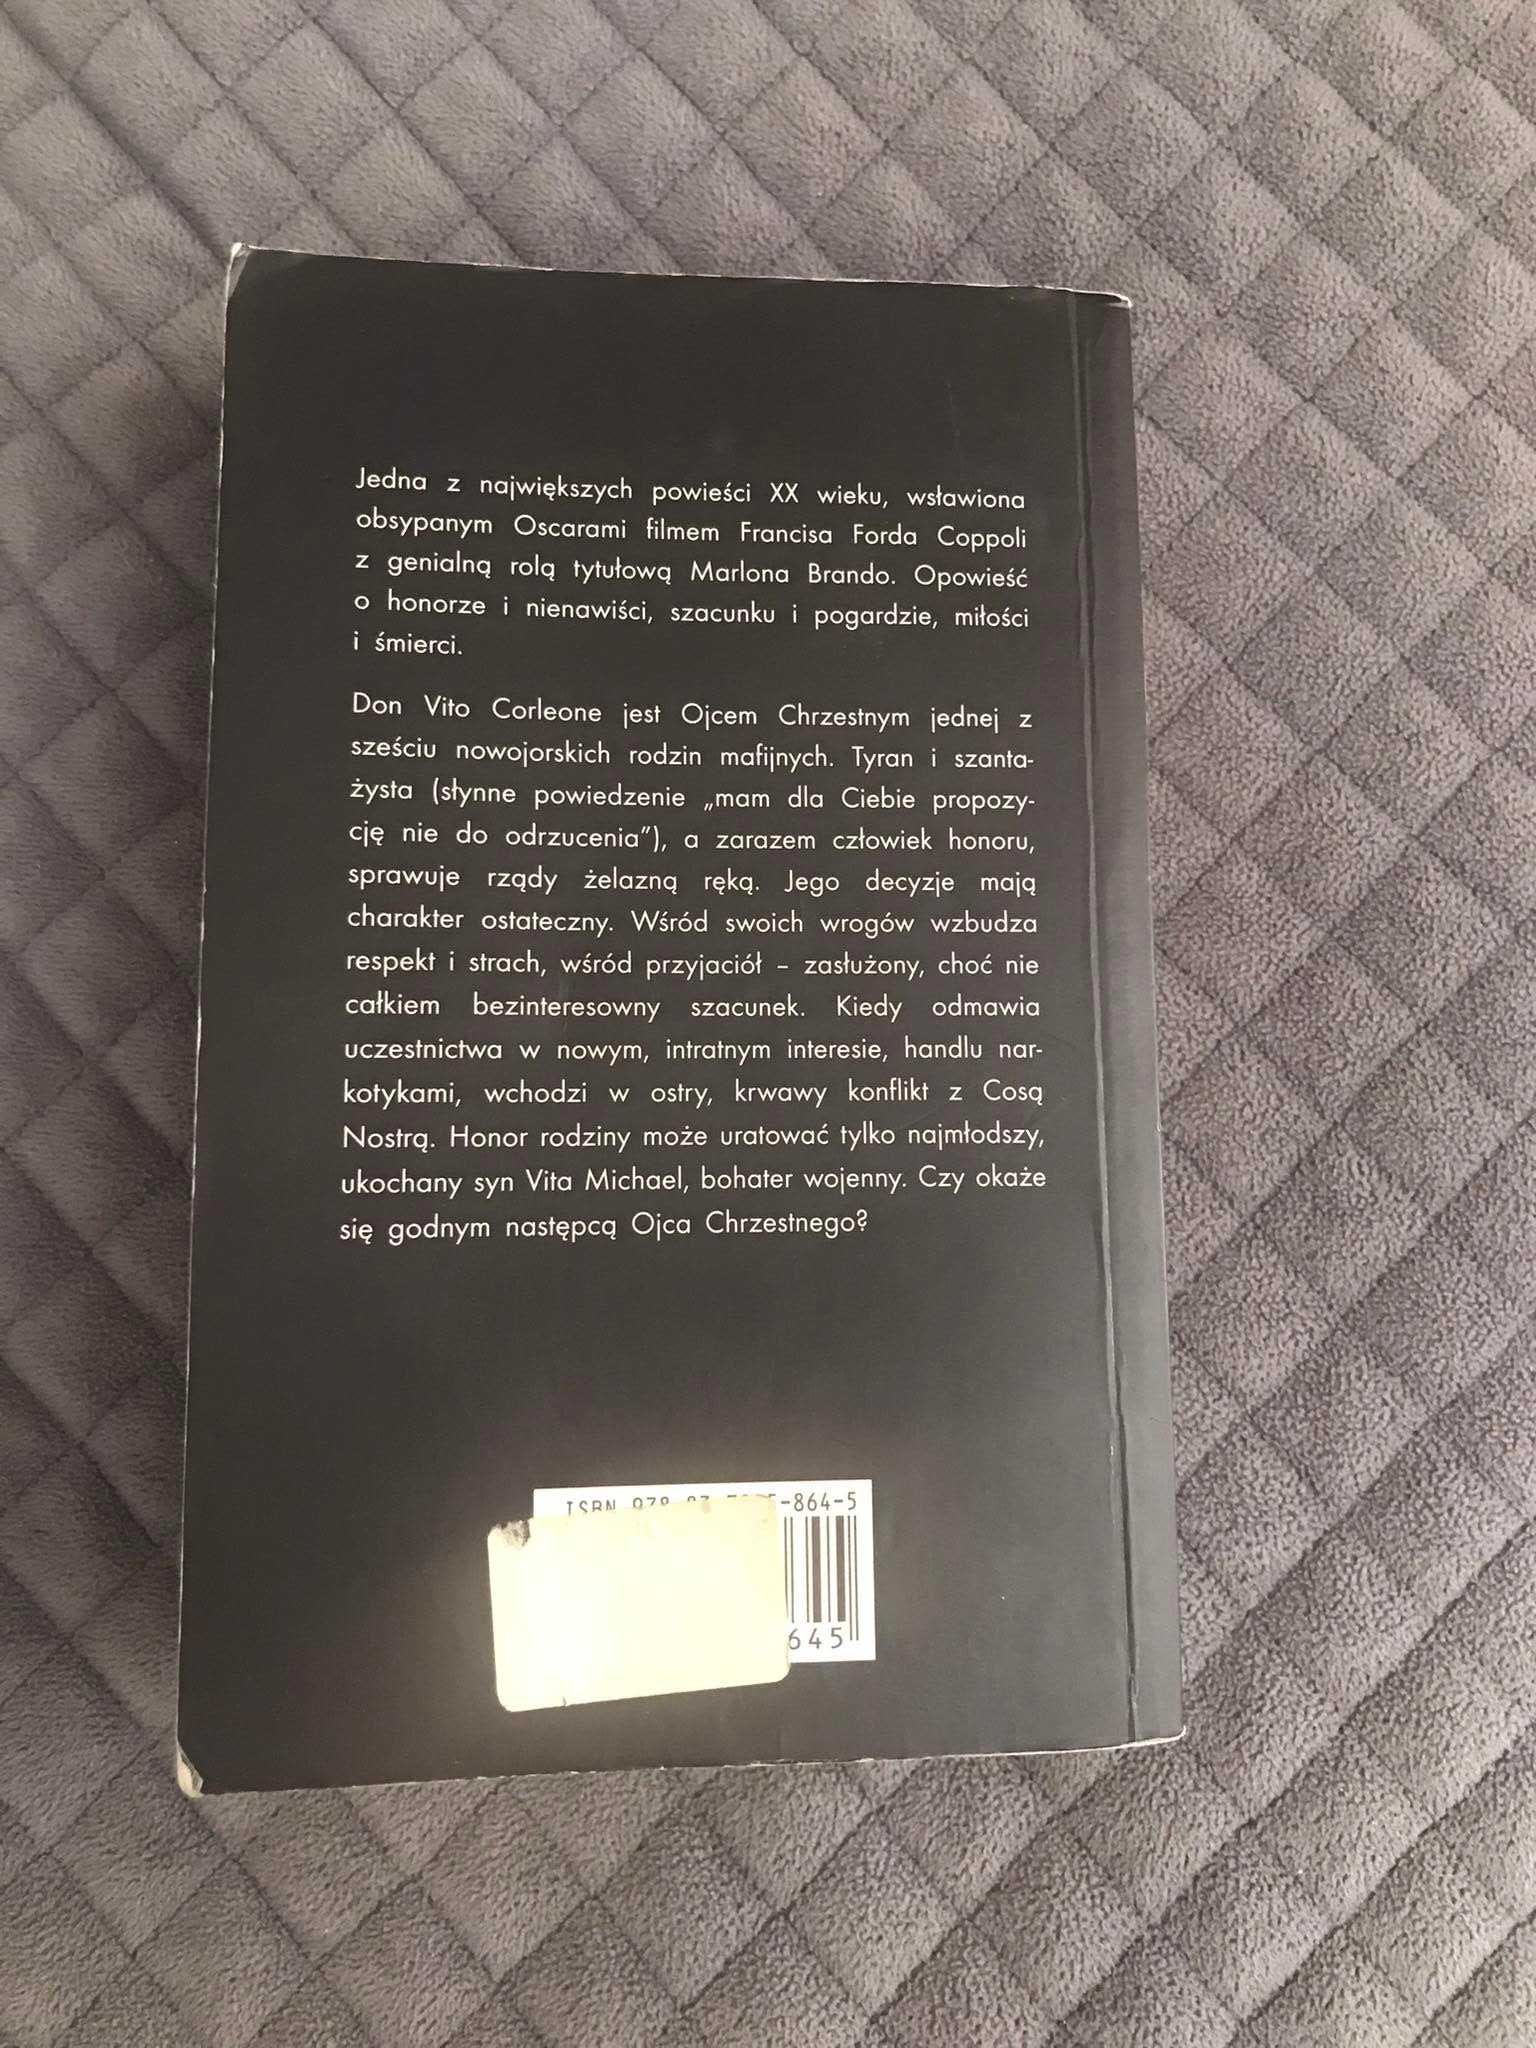 Jedna z największych powieści XX wieku, wsławiona
obsypanym Oscarami filmem Francisa Forda Coppoli
z genialną rolą tytułową Marlona Brando. Opowieść
o honorze i nienawiści, szacunku i pogardzie, miłości
i śmierci.
Don Vito Corleone jest Ojcem Chrzestnym jednej z
sześciu nowojorskich rodzin mafijnych. Tyran i szanta-
żysta (słynne powiedzenie „mam dla Ciebie propozy-
cję nie do odrzucenia”), a zarazem człowiek honoru,
sprawuje rządy żelazną ręką. Jego decyzje mają
charakter ostateczny. Wśród swoich wrogów wzbudza
respekt i strach, wśród przyjaciół – zasłużony, choć nie
całkiem bezinteresowny szacunek. Kiedy odmawia
uczestnictwa w nowym, intratnym interesie, handlu nar-
kotykami, wchodzi w ostry, krwawy konflikt z Cosą
Nostrą. Honor rodziny może uratować tylko najmłodszy,
ukochany syn Vita Michael, bohater wojenny. Czy okaże
się godnym następcą Ojca Chrzestnego?
ISBN 978 -864-5
645